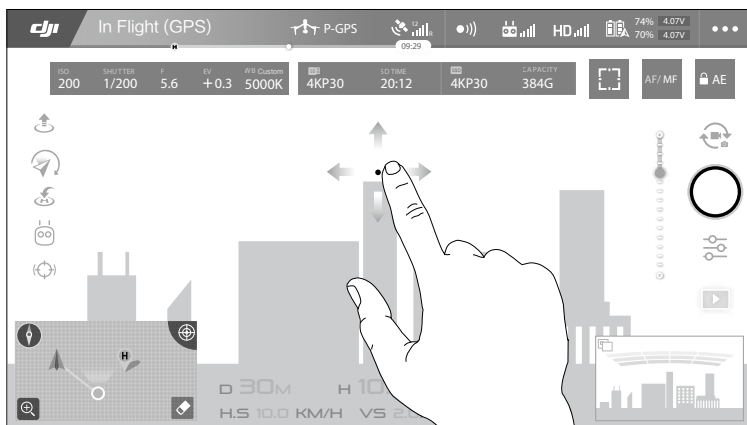 dji In Flight (GPS) P-GPS 12 R HD 74% 4.07V
70% 4.07V
H 09:29
ISO SHUTTER F EV WB Custom SD TIME CAPACITY
200 1/200 5.6 +0.3 5000K 4KP30 20:12 4KP30 384G AF/MF AE
H
D 30M H 10
H.S 10.0 KM/H VS 2.0